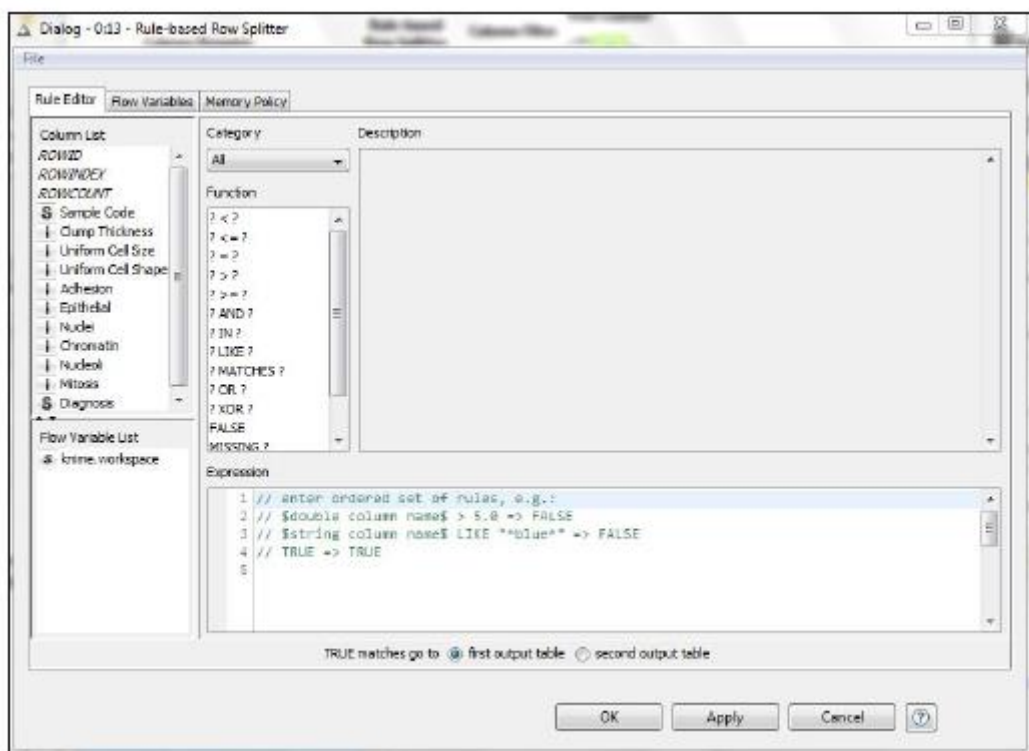 Dialog - 0:13 - Rule-based Row Splitter
File
Rule Editor Flow Variables Memory Policy
Column List
ROWID
ROWINDEX
ROWCOUNT
S Sample Code
I Clump Thickness
I Uniform Cell Size
I Uniform Cell Shape
I Adhesion
I Epithelial
I Nuclei
I Chromatin
I Nucleoli
I Mitosis
S Diagnosis
Flow Variable List
s knime.workspace
Category
All
Function
? < ?
? <= ?
? = ?
? > ?
? >= ?
? AND ?
? IN ?
? LIKE ?
? MATCHES ?
? OR ?
? XOR ?
FALSE
MISSING ?
Description
Expression
1 // enter ordered set of rules, e.g.:
2 // $double column name$ > 5.0 => FALSE
3 // $string column name$ LIKE "*blue*" => FALSE
4 // TRUE => TRUE
5
TRUE matches go to first output table second output table
OK Apply Cancel ?